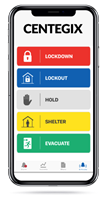 CENTEGIX
LOCKDOWN
LOCKOUT
HOLD
SHELTER
EVACUATE